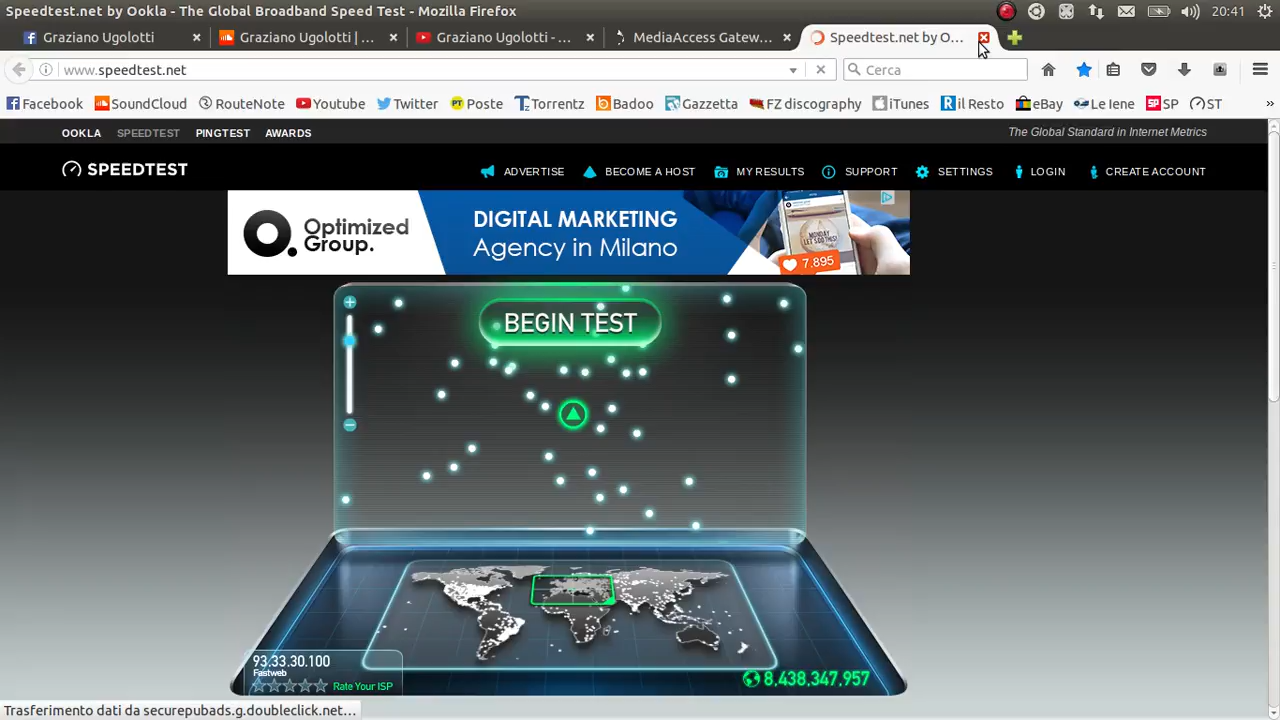 Speedtest.net by Ookla - The Global Broadband Speed Test - Mozilla Firefox
20:41
Graziano Ugolotti
Graziano Ugolotti | ...
Graziano Ugolotti - ...
MediaAccess Gatew...
Speedtest.net by O...
www.speedtest.net
Cerca
Facebook
SoundCloud
RouteNote
Youtube
Twitter
PT Poste
Torrentz
Badoo
Gazzetta
FZ discography
iTunes
R il Resto
eBay
Le Iene
SP SP
ST
OOKLA SPEEDTEST PINGTEST AWARDS
The Global Standard in Internet Metrics
SPEEDTEST
ADVERTISE BECOME A HOST MY RESULTS SUPPORT SETTINGS LOGIN CREATE ACCOUNT
Optimized
Group.
DIGITAL MARKETING
Agency in Milano
7.895
BEGIN TEST
93.33.30.100
Fastweb
Rate Your ISP
8,438,347,957
Trasferimento dati da securepubads.g.doubleclick.net...